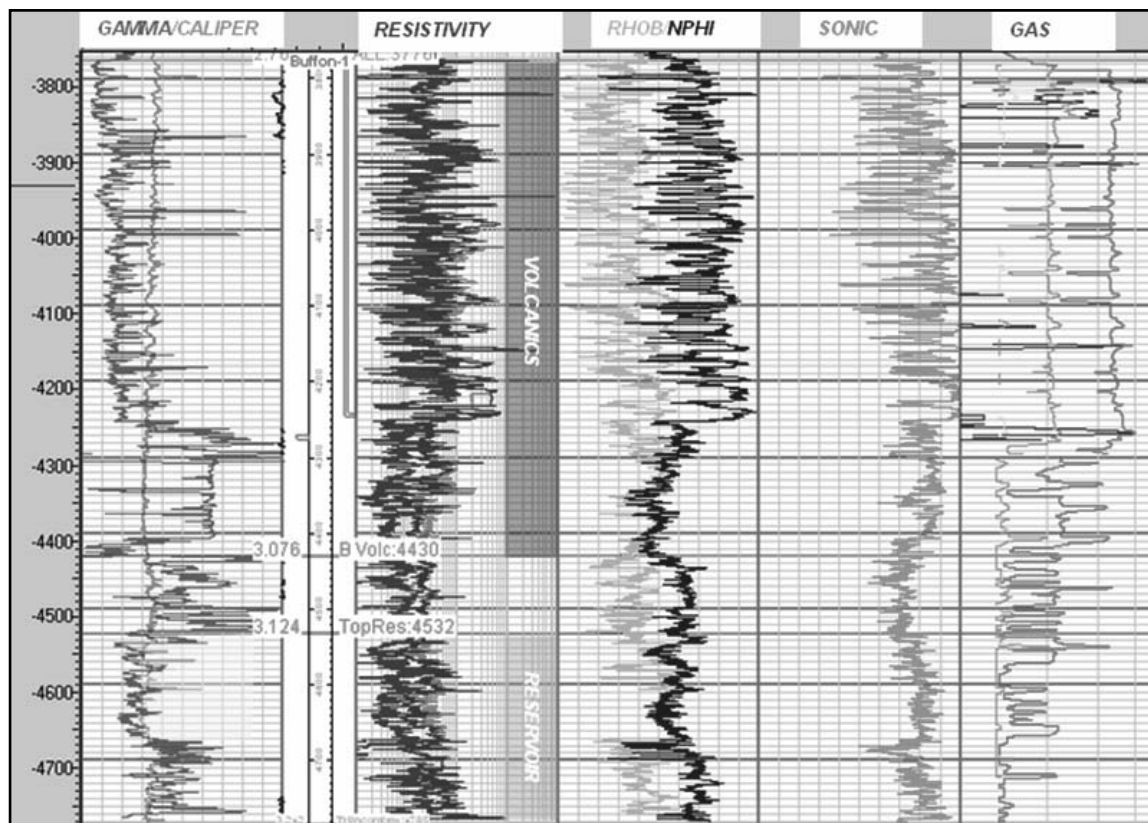 GAMMA/CALIPER
RESISTIVITY
RHOB/NPHI
SONIC
GAS
Buffon-1
-3800
-3900
-4000
-4100
-4200
-4300
-4400
-4500
-4600
-4700
VOLCANICS
3.076
B Volc:4430
3.124
TopRes:4532
RESERVOIR